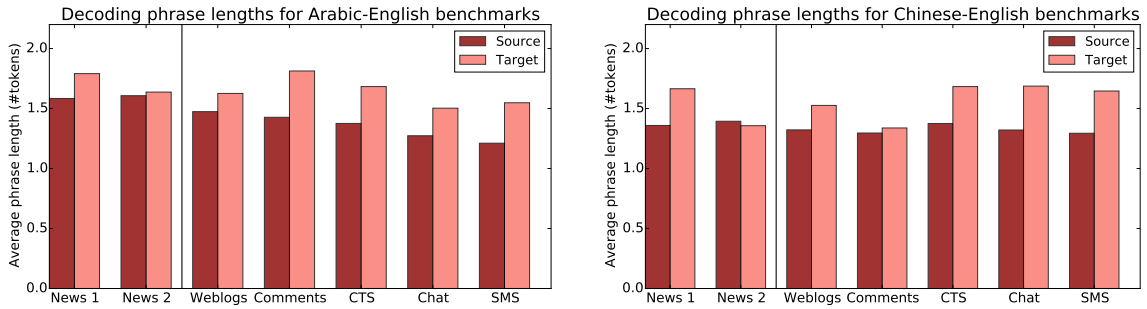 Decoding phrase lengths for Arabic-English benchmarks
Average phrase length (#tokens)
2.0
1.5
1.0
0.5
0.0
Source
Target
News 1 News 2 Weblogs Comments CTS Chat SMS
Decoding phrase lengths for Chinese-English benchmarks
Average phrase length (#tokens)
2.0
1.5
1.0
0.5
0.0
Source
Target
News 1 News 2 Weblogs Comments CTS Chat SMS